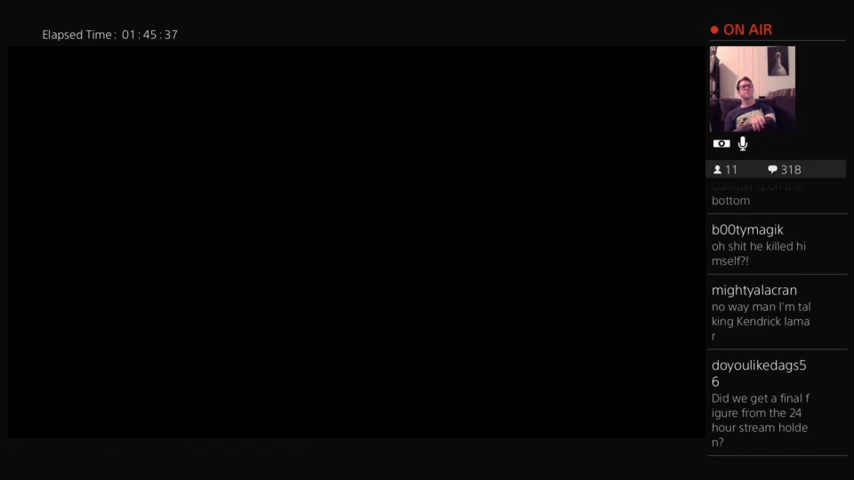 Elapsed Time: 01:45:37
ON AIR
11 318
bottom
b00tymagik
oh shit he killed hi
mself?!
mightyalacran
no way man I'm tal
king Kendrick lama
r
doyoulikedags5
6
Did we get a final f
igure from the 24
hour stream holde
n?